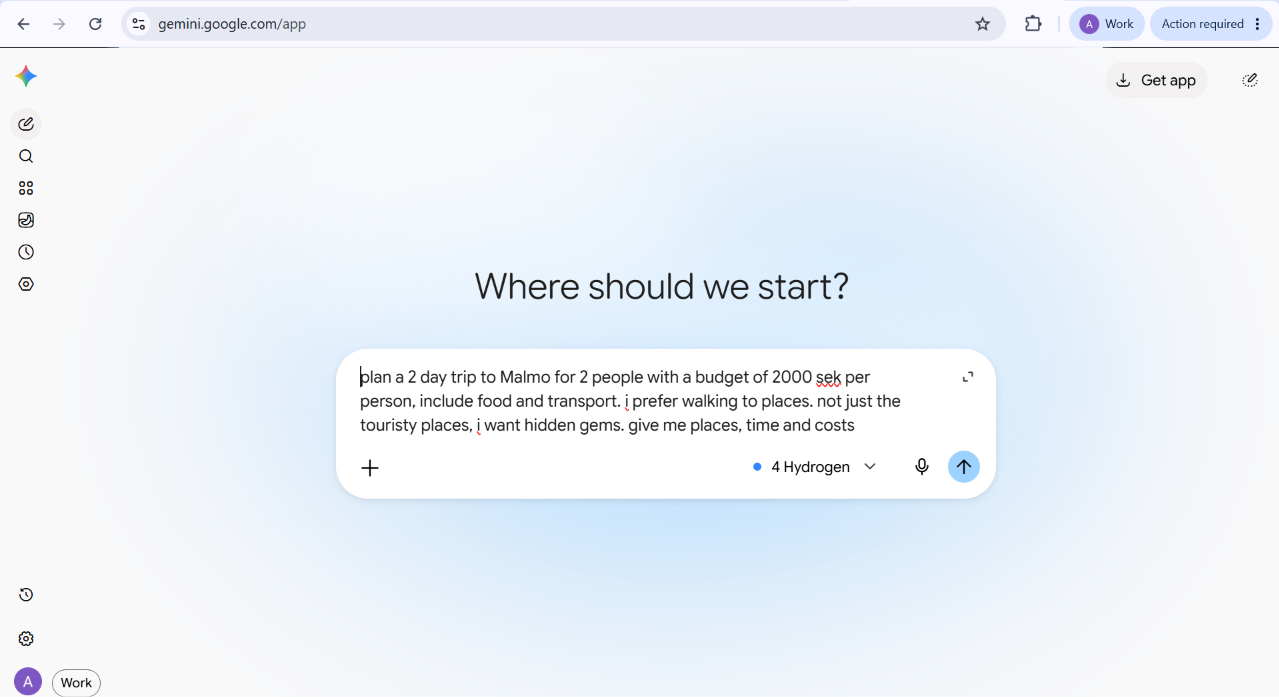 gemini.google.com/app
A Work
Action required
Get app
Where should we start?
plan a 2 day trip to Malmo for 2 people with a budget of 2000 sek per
person, include food and transport. i prefer walking to places. not just the
touristy places, i want hidden gems. give me places, time and costs
4 Hydrogen
A Work